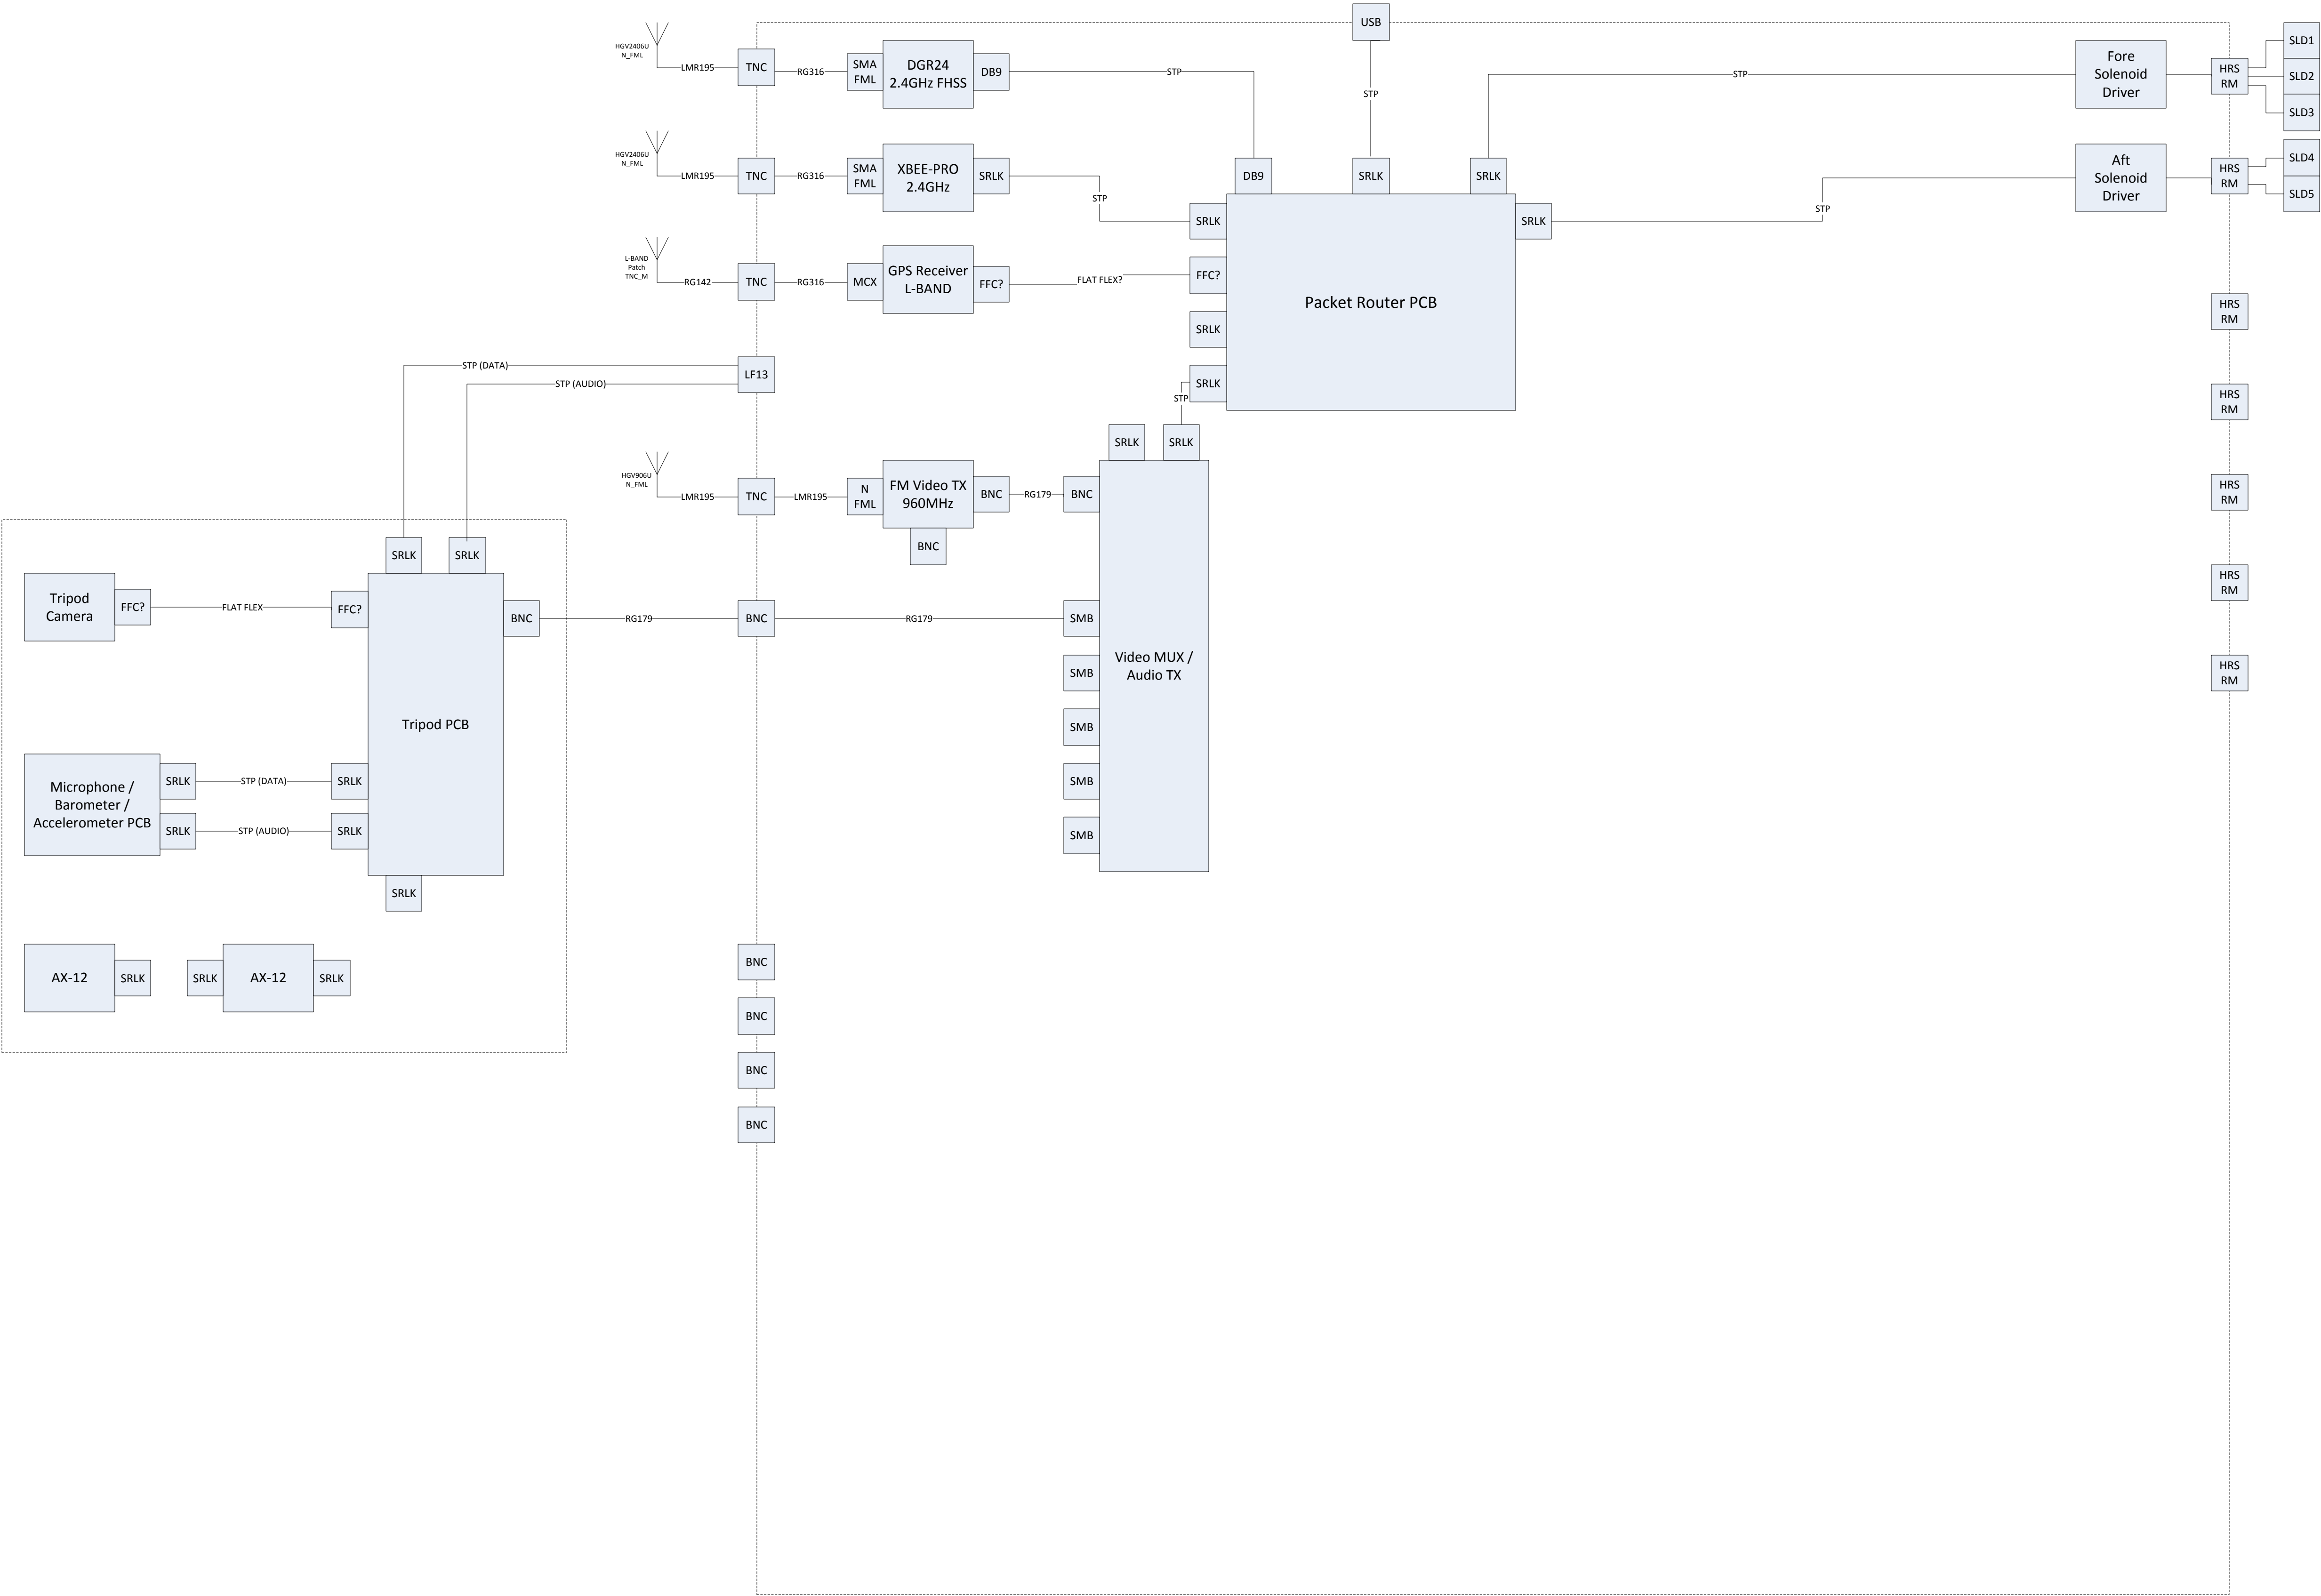 USB
HGV2406U
N_FML
LMR195
TNC
RG316
SMA
FML
DGR24
2.4GHz FHSS
DB9
STP
STP
STP
Fore
Solenoid
Driver
HRS
RM
SLD1
SLD2
SLD3
HGV2406U
N_FML
LMR195
TNC
RG316
SMA
FML
XBEE-PRO
2.4GHz
SRLK
STP
DB9
SRLK
SRLK
SRLK
SRLK
STP
Aft
Solenoid
Driver
HRS
RM
SLD4
SLD5
L-BAND
Patch
TNC_M
RG142
TNC
RG316
MCX
GPS Receiver
L-BAND
FFC?
FLAT FLEX?
FFC?
SRLK
SRLK
Packet Router PCB
HRS
RM
HRS
RM
HRS
RM
HRS
RM
HRS
RM
STP (DATA)
STP (AUDIO)
LF13
STP
SRLK
SRLK
HGV906U
N_FML
LMR195
TNC
LMR195
N
FML
FM Video TX
960MHz
BNC
RG179
BNC
BNC
SRLK
SRLK
Tripod
Camera
FFC?
FLAT FLEX
FFC?
BNC
RG179
BNC
RG179
SMB
SMB
SMB
SMB
SMB
Video MUX /
Audio TX
Tripod PCB
Microphone /
Barometer /
Accelerometer PCB
SRLK
STP (DATA)
SRLK
SRLK
STP (AUDIO)
SRLK
SRLK
AX-12
SRLK
SRLK
AX-12
SRLK
BNC
BNC
BNC
BNC